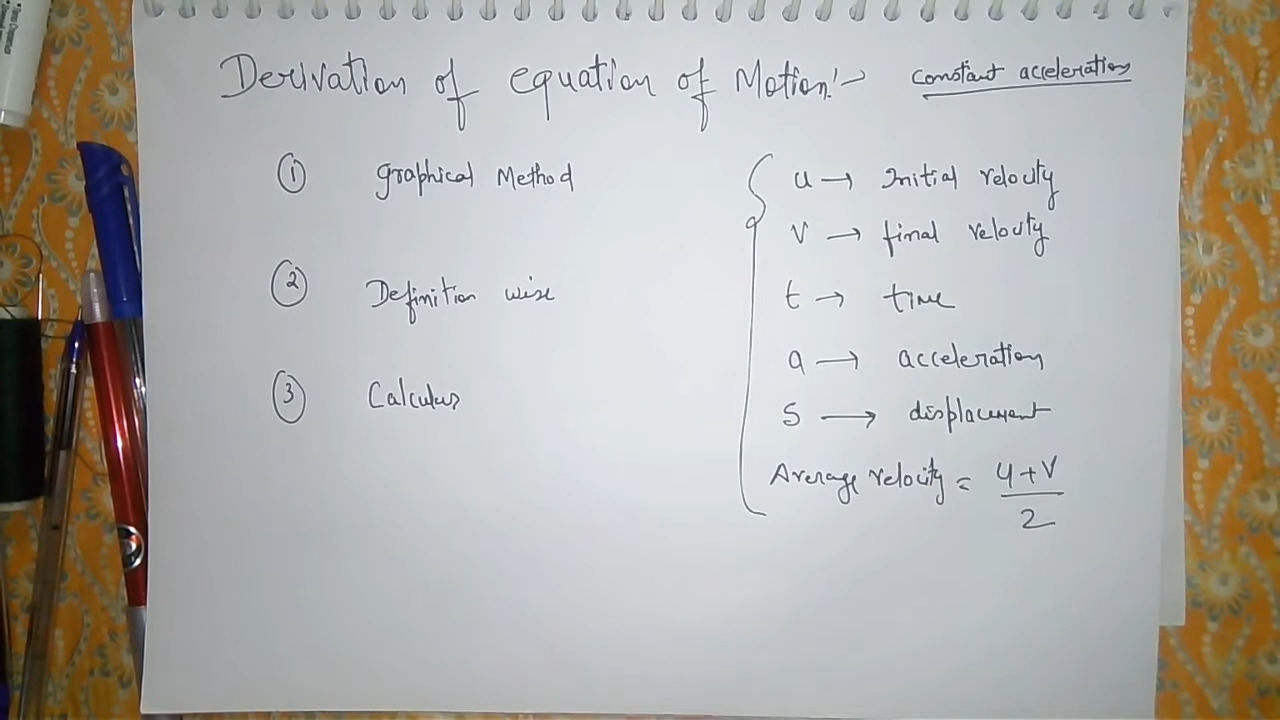 Derivation of equation of Motion:- constant acceleration
① Graphical Method
② Definition wise
③ Calculus
u → Initial velocity
v → final velocity
t → time
a → acceleration
s → displacement
Average velocity = u+v
2